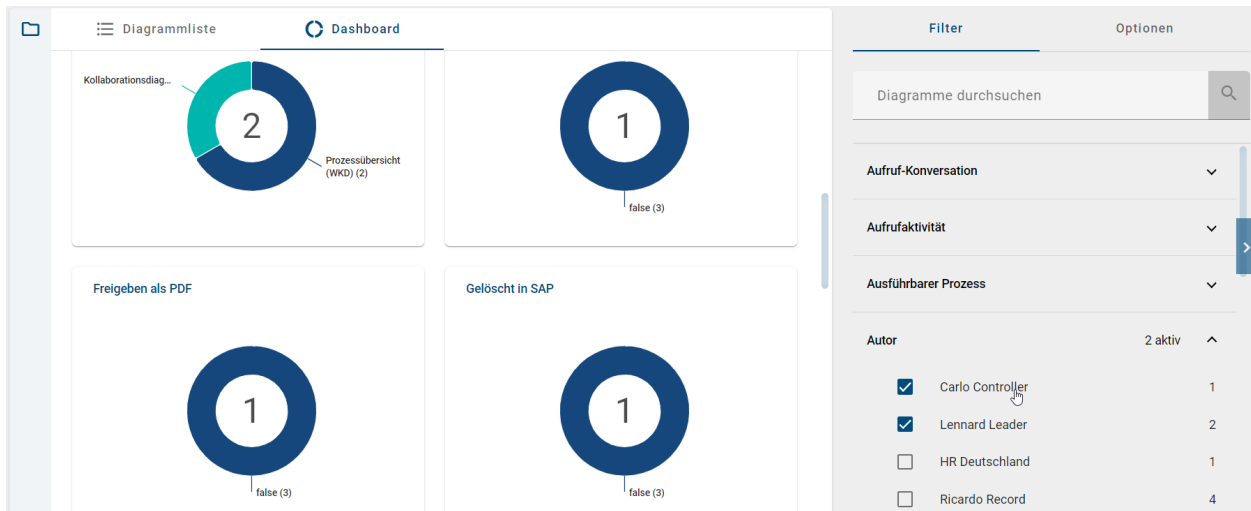 Diagrammliste
Dashboard
Kollaborationsdiag...
2
Prozessübersicht
(WKD) (2)
1
false (3)
Freigeben als PDF
1
false (3)
Gelöscht in SAP
1
false (3)
Filter
Optionen
Diagramme durchsuchen
Aufruf-Konversation
Aufrufaktivität
Ausführbarer Prozess
Autor 2 aktiv
Carlo Controller 1
Lennard Leader 2
HR Deutschland 1
Ricardo Record 4